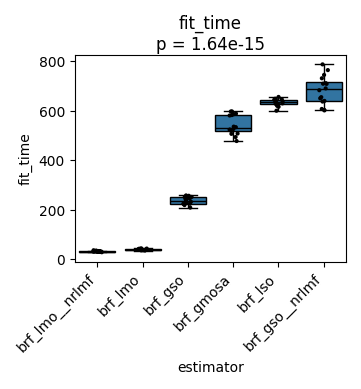 fit_time
p = 1.64e-15
800
600
400
200
0
fit_time
brf_lmo__nrlmf
brf_lmo
brf_gso
brf_gmosa
brf_lso
brf_gso__nrlmf
estimator